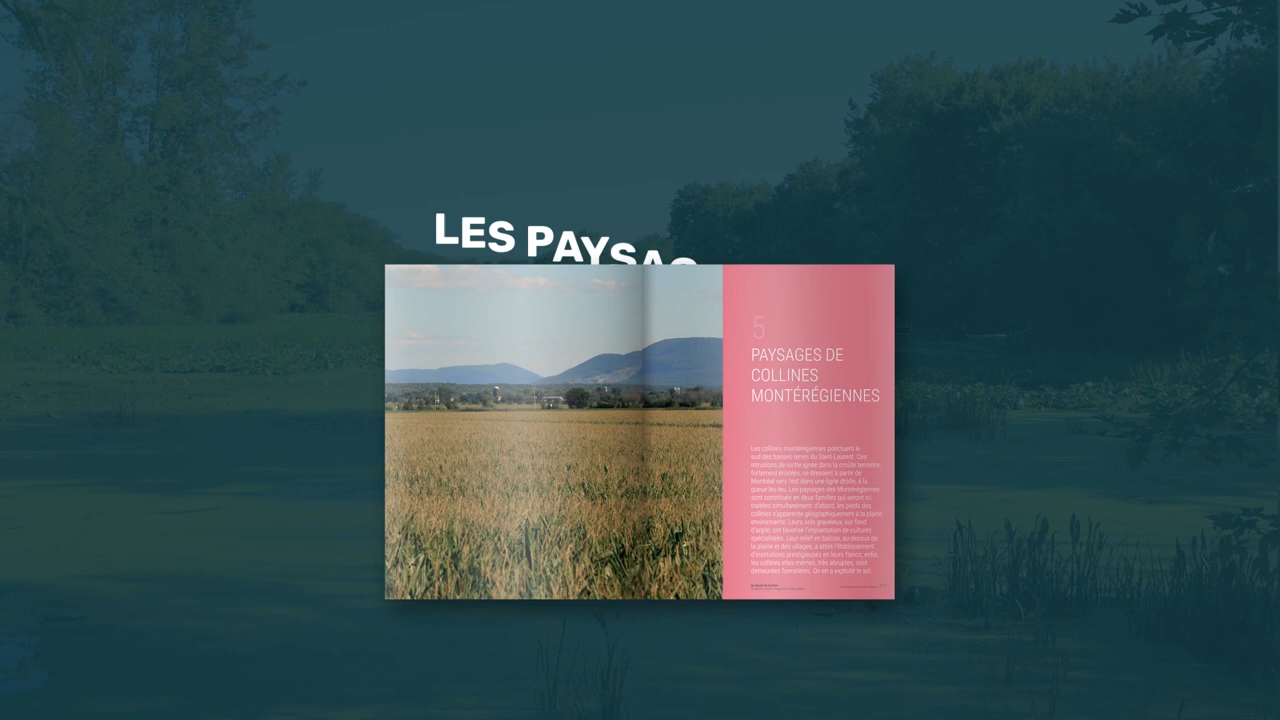 LES PAYSAG
5
PAYSAGES DE
COLLINES
MONTÉRÉGIENNES
Les collines montérégiennes ponctuent le
sud des basses-terres du Saint-Laurent. Ces
intrusions de roche ignée dans la croûte terrestre,
fortement érodées, se dressent à partir de
Montréal vers l'est dans une ligne droite, à la
queue leu leu. Les paysages des Montérégiennes
sont constitués en deux familles qui seront ici
traitées simultanément: d'abord, les pieds des
collines s'apparente géographiquement à la plaine
environnante. Leurs sols graveleux, sur fond
d'argile, ont favorisé l'implantation de cultures
spécialisées. Leur relief en balcon, au-dessus de
la plaine et des villages, a attiré l'établissement
d'institutions prestigieuses en leurs flancs; enfin,
les collines elles-mêmes, très abruptes, sont
demeurées forestières. On en a exploité le sol,